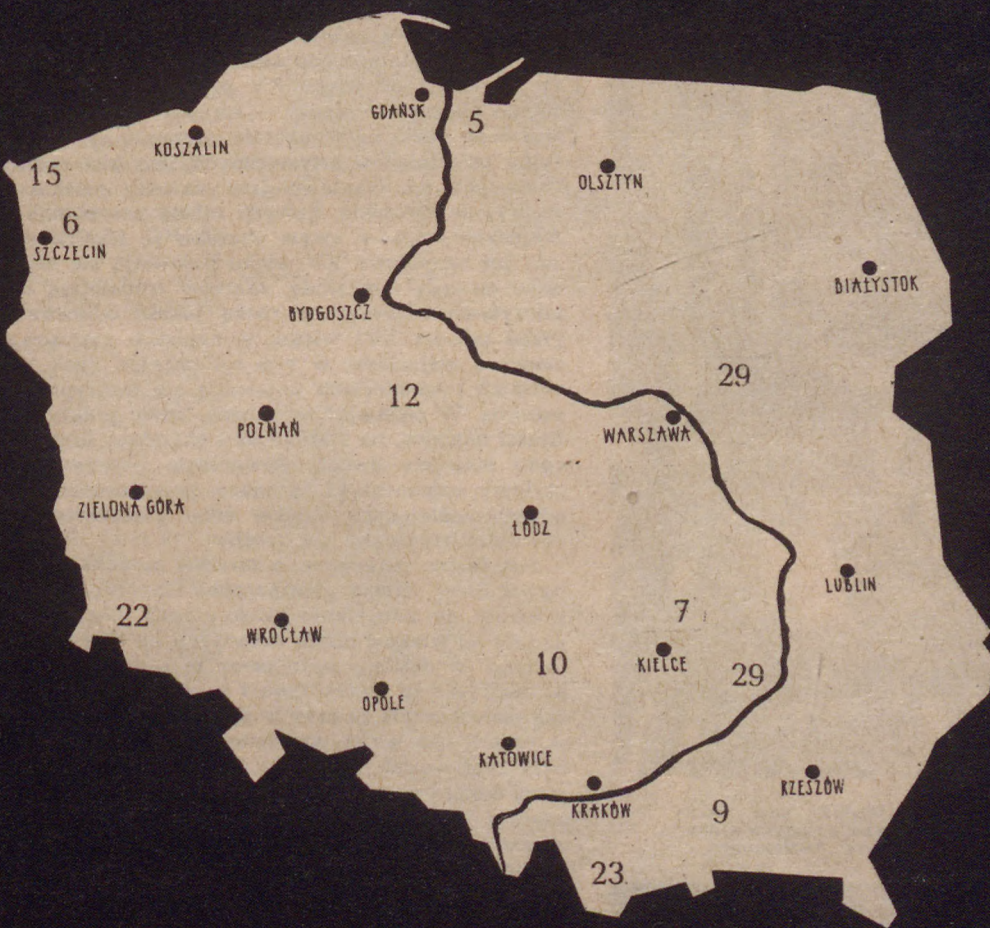 GDAŃSK
5
KOSZALIN
15
OLSZTYN
6
SZCZECIN
BIAŁYSTOK
BYDGOSZCZ
29
12
POZNAŃ
WARSZAWA
ZIELONA GÓRA
ŁÓDZ
LUBLIN
22
7
WROCŁAW
10
KIELCE
29
OPOLE
KATOWICE
RZESZÓW
KRAKÓW
9
23